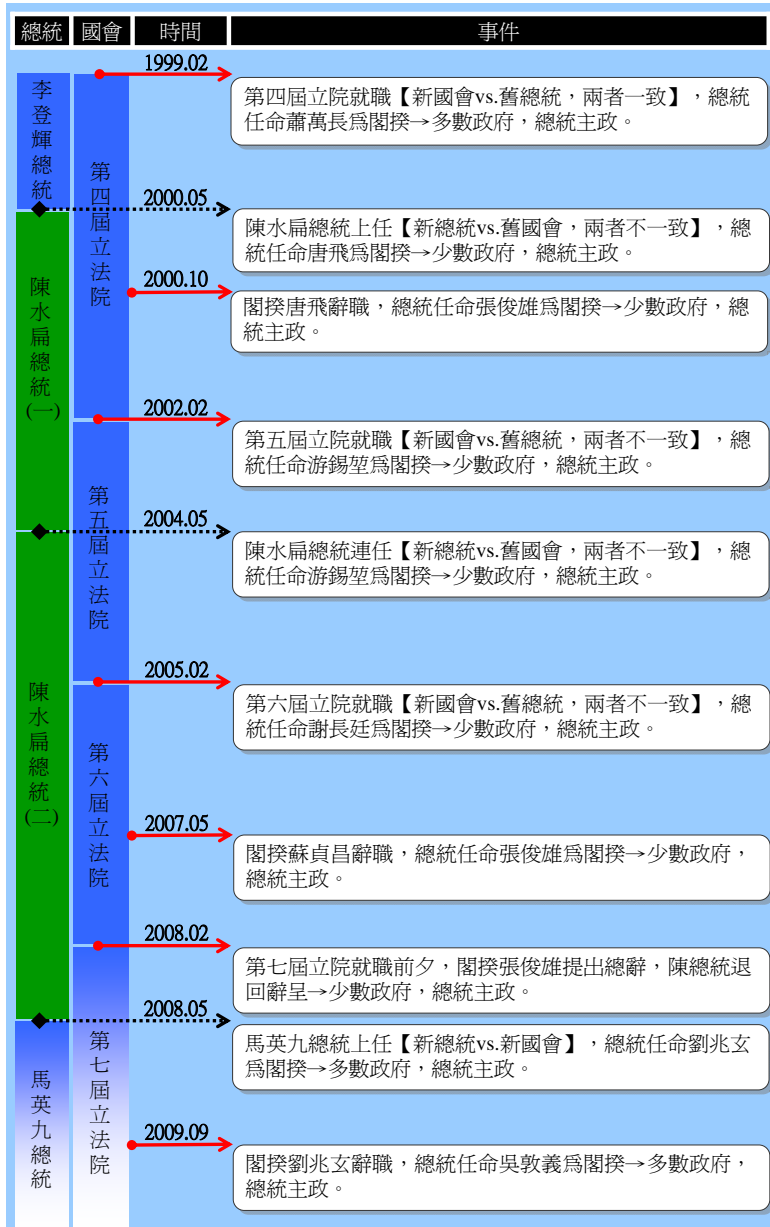 總統 國會 時間 事件
李登輝總統
第四屆立法院
1999.02
第四屆立院就職【新國會vs.舊總統，兩者一致】，總統
任命蕭萬長爲閣揆→多數政府，總統主政。
2000.05
陳水扁總統上任【新總統vs.舊國會，兩者不一致】，總
統任命唐飛爲閣揆→少數政府，總統主政。
陳水扁總統(一)
2000.10
閣揆唐飛辭職，總統任命張俊雄爲閣揆→少數政府，總
統主政。
2002.02
第五屆立院就職【新國會vs.舊總統，兩者不一致】，總
統任命游錫堃爲閣揆→少數政府，總統主政。
第五屆立法院
2004.05
陳水扁總統連任【新總統vs.舊國會，兩者不一致】，總
統任命游錫堃爲閣揆→少數政府，總統主政。
陳水扁總統(二)
2005.02
第六屆立院就職【新國會vs.舊總統，兩者不一致】，總
統任命謝長廷爲閣揆→少數政府，總統主政。
第六屆立法院
2007.05
閣揆蘇貞昌辭職，總統任命張俊雄爲閣揆→少數政府，
總統主政。
2008.02
第七屆立院就職前夕，閣揆張俊雄提出總辭，陳總統退
回辭呈→少數政府，總統主政。
第七屆立法院
2008.05
馬英九總統上任【新總統vs.新國會】，總統任命劉兆玄
爲閣揆→多數政府，總統主政。
馬英九總統
2009.09
閣揆劉兆玄辭職，總統任命吳敦義爲閣揆→多數政府，
總統主政。